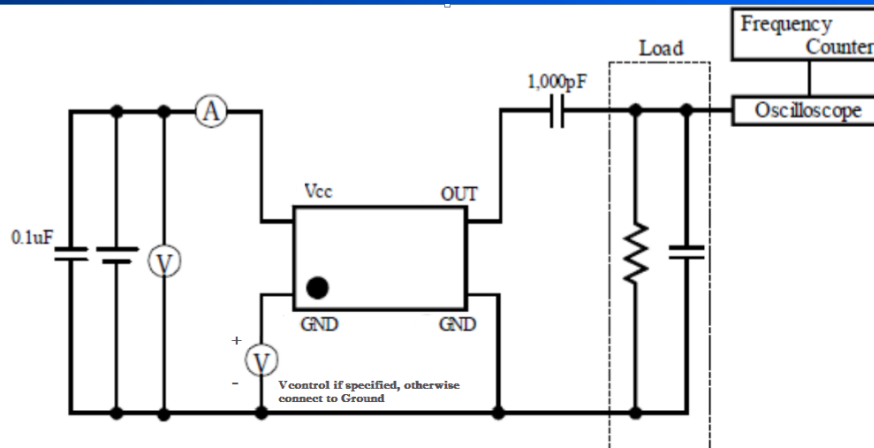 Frequency
Counter
Load
1,000pF
Oscilloscope
A
Vcc
OUT
0.1uF
V
GND
GND
+
V
-
Vcontrol if specified, otherwise
connect to Ground